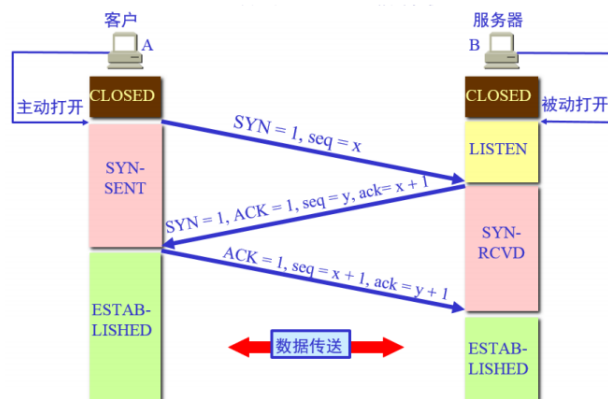 客户
服务器
A
B
CLOSED
CLOSED
主动打开
被动打开
SYN = 1, seq = x
LISTEN
SYN-
SENT
SYN = 1, ACK = 1, seq = y, ack= x + 1
SYN-
RCVD
ACK = 1, seq = x + 1, ack = y + 1
ESTAB-
LISHED
数据传送
ESTAB-
LISHED